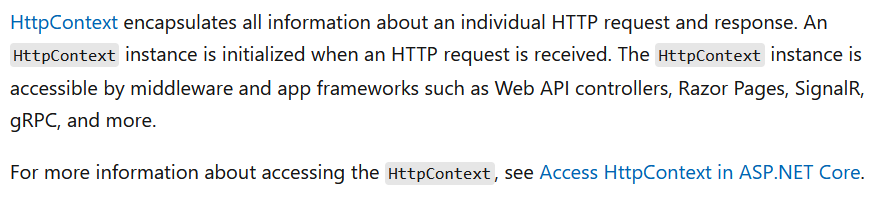 HttpContext encapsulates all information about an individual HTTP request and response. An
HttpContext instance is initialized when an HTTP request is received. The HttpContext instance is
accessible by middleware and app frameworks such as Web API controllers, Razor Pages, SignalR,
gRPC, and more.
For more information about accessing the HttpContext, see Access HttpContext in ASP.NET Core.